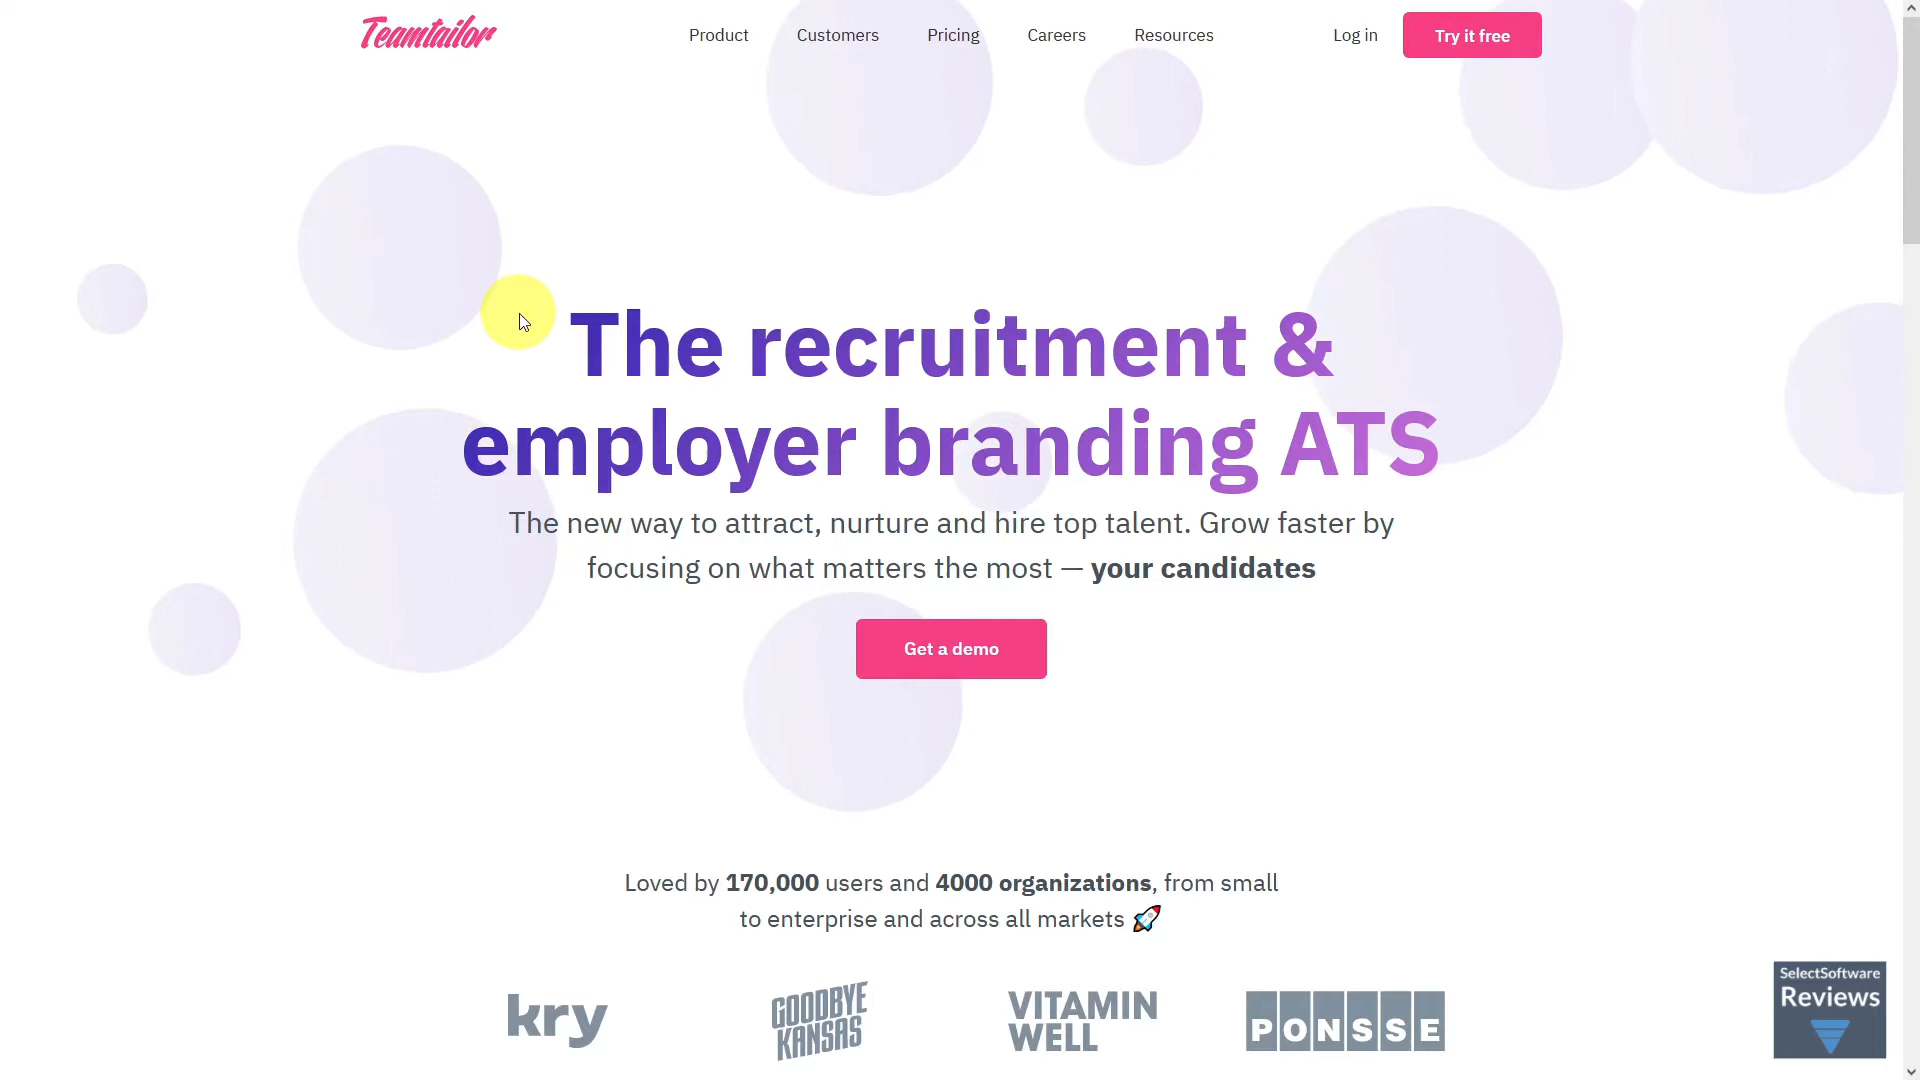 Teamtailor
Product
Customers
Pricing
Careers
Resources
Log in
Try it free
The recruitment &
employer branding ATS
The new way to attract, nurture and hire top talent. Grow faster by
focusing on what matters the most — your candidates
Get a demo
Loved by 170,000 users and 4000 organizations, from small
to enterprise and across all markets 🚀
kry
GOODBYE
KANSAS
VITAMIN
WELL
PONSSE
SelectSoftware
Reviews